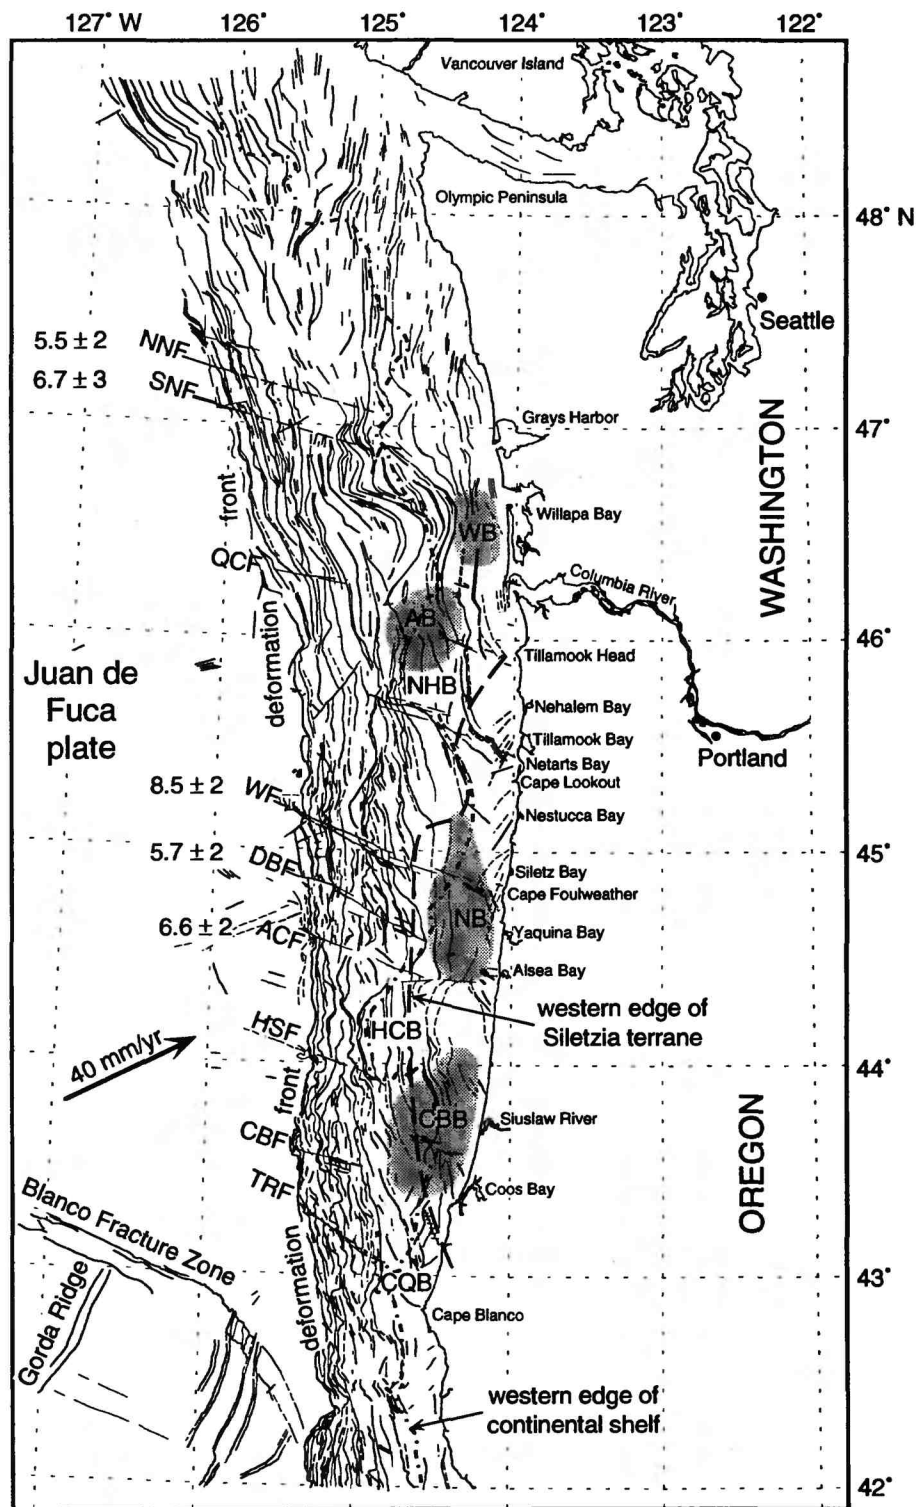 127° W 126° 125° 124° 123° 122°
Vancouver Island
Olympic Peninsula
48° N
Seattle
5.5 ± 2 NNF
6.7 ± 3 SNF
Grays Harbor
47°
WASHINGTON
front
WB
Willapa Bay
QCF
Columbia River
deformation
AB
46°
Tillamook Head
Juan de
Fuca
plate
NHB
Nehalem Bay
Tillamook Bay
Portland
Netarts Bay
Cape Lookout
8.5 ± 2 WF
Nestucca Bay
5.7 ± 2 DBF
45°
Siletz Bay
Cape Foulweather
6.6 ± 2 ACF
NB
Yaquina Bay
Alsea Bay
western edge of
Siletzia terrane
HSF
HCB
40 mm/yr
44°
front
CBF
CBB
Siuslaw River
OREGON
TRF
Coos Bay
Blanco Fracture Zone
deformation
CQB
43°
Gorda Ridge
Cape Blanco
western edge of
continental shelf
42°